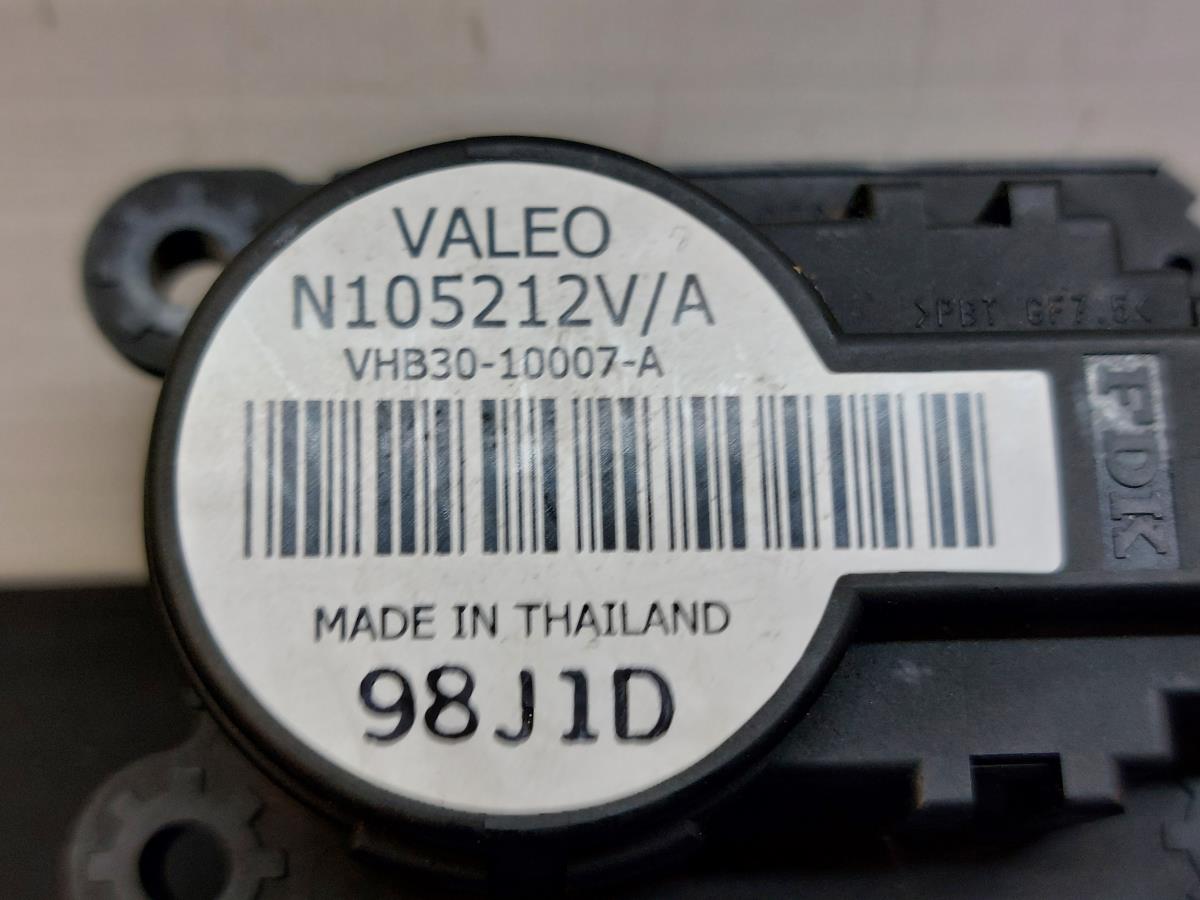 VALEO
N105212V/A
VHB30-10007-A
MADE IN THAILAND
98J1D
>PBT GF7.5<
FDK